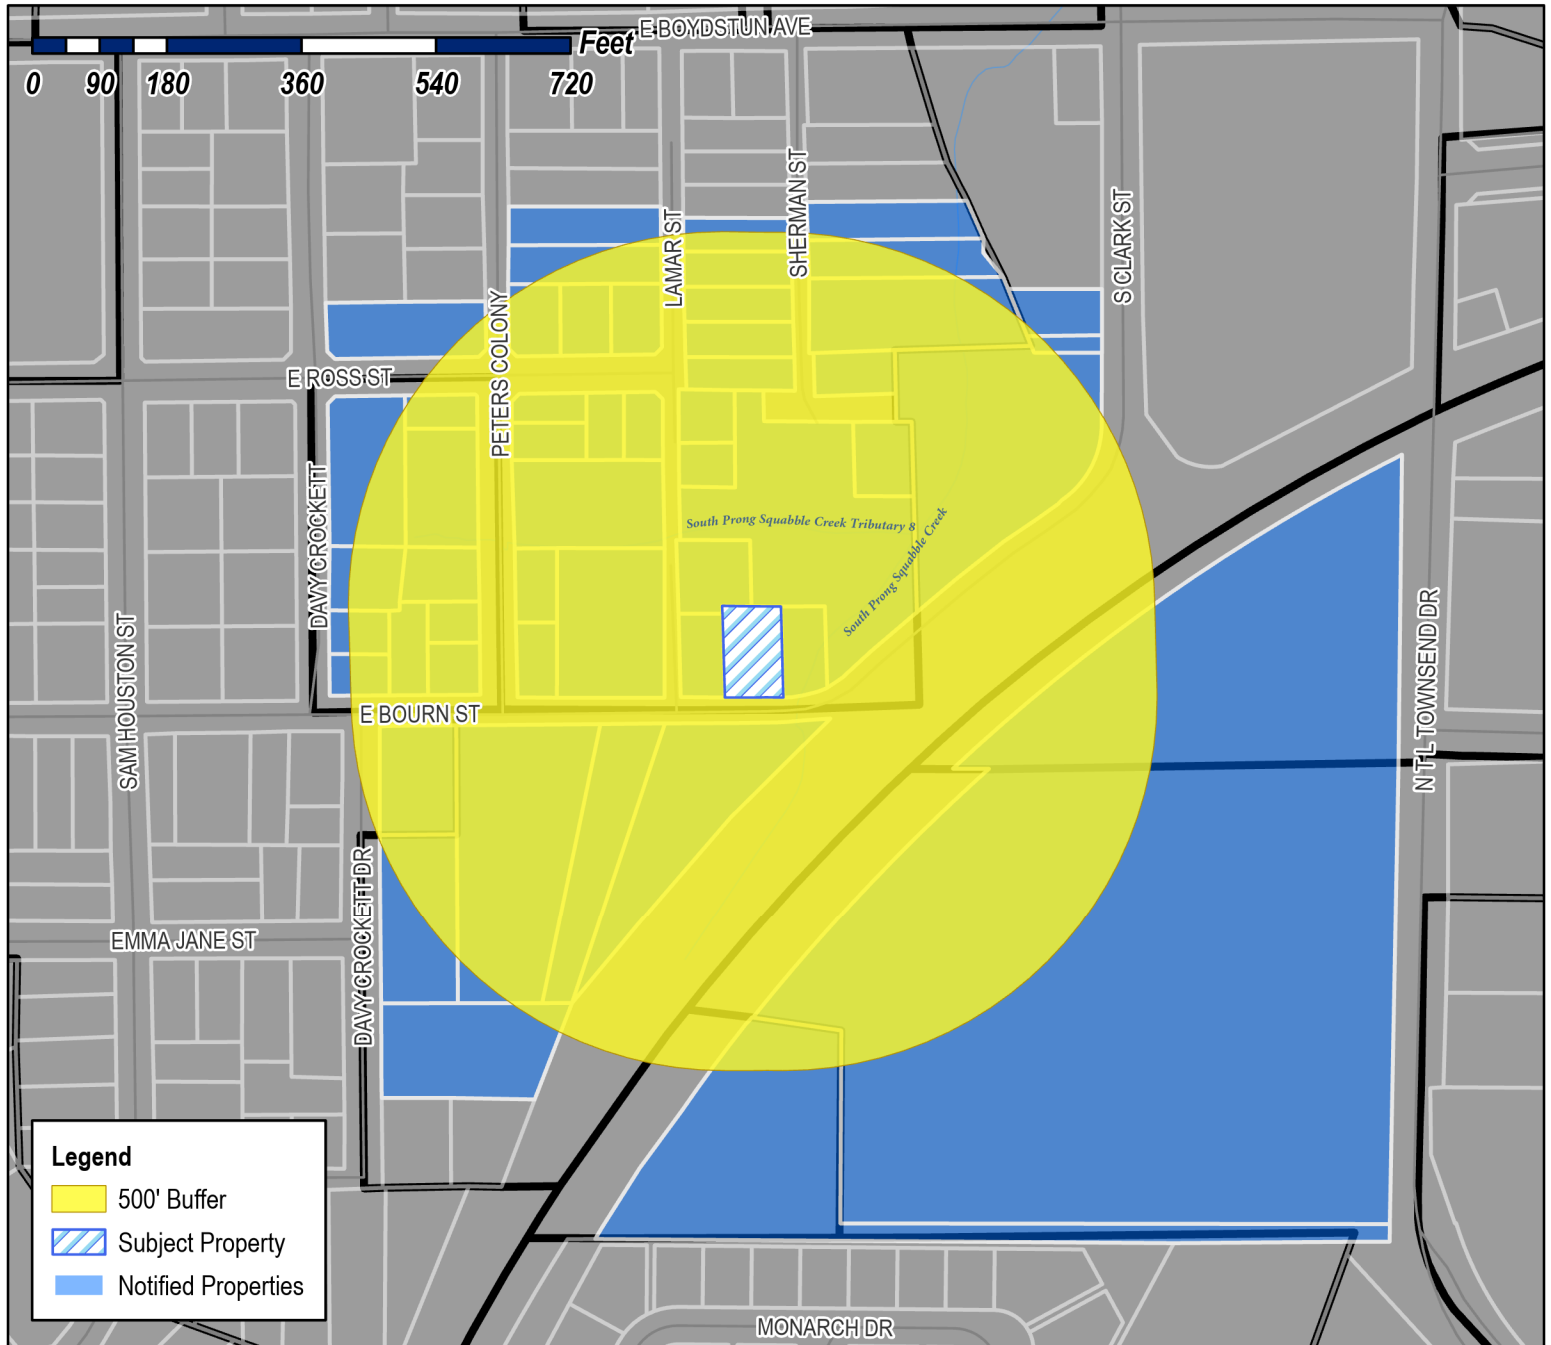 E BOYDSTUN AVE
Feet
0 90 180 360 540 720
SHERMAN ST
S CLARK ST
LAMAR ST
PETERS COLONY
E ROSS ST
DAVY CROCKETT
South Prong Squabble Creek Tributary 8
South Prong Squabble Creek
SAM HOUSTON ST
N T L TOWNSEND DR
E BOURN ST
DAVY CROCKETT DR
EMMA JANE ST
Legend
500' Buffer
Subject Property
Notified Properties
MONARCH DR